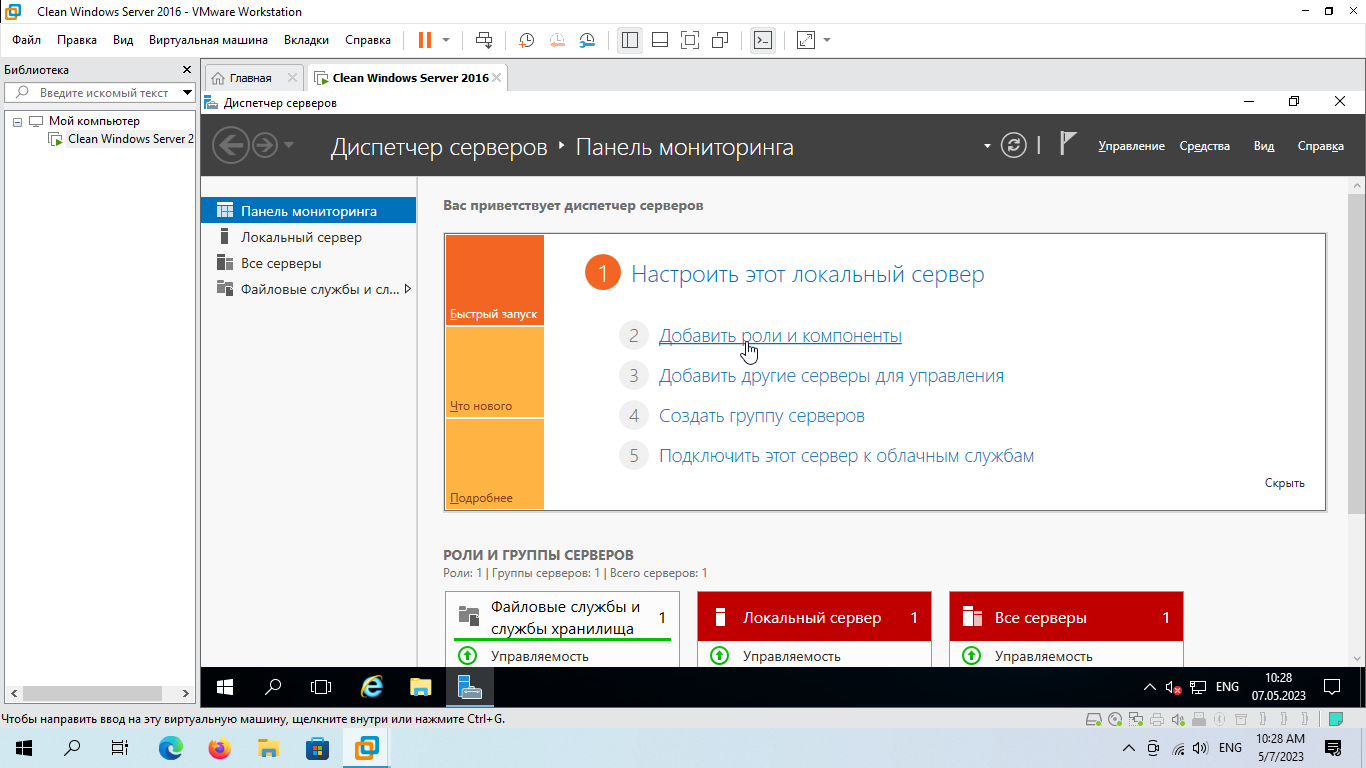 Clean Windows Server 2016 - VMware Workstation
Файл Правка Вид Виртуальная машина Вкладки Справка
Библиотека
Введите искомый текст
Мой компьютер
Clean Windows Server 2
Главная
Clean Windows Server 2016
Диспетчер серверов
Диспетчер серверов ‣ Панель мониторинга
Управление Средства Вид Справка
Панель мониторинга
Локальный сервер
Все серверы
Файловые службы и сл...
Вас приветствует диспетчер серверов
Быстрый запуск
Что нового
Подробнее
1 Настроить этот локальный сервер
2 Добавить роли и компоненты
3 Добавить другие серверы для управления
4 Создать группу серверов
5 Подключить этот сервер к облачным службам
Скрыть
РОЛИ И ГРУППЫ СЕРВЕРОВ
Роли: 1 | Группы серверов: 1 | Всего серверов: 1
Файловые службы и
службы хранилища
1
Управляемость
Локальный сервер 1
Управляемость
Все серверы 1
Управляемость
ENG
10:28
07.05.2023
Чтобы направить ввод на эту виртуальную машину, щелкните внутри или нажмите Ctrl+G.
ENG
10:28 AM
5/7/2023